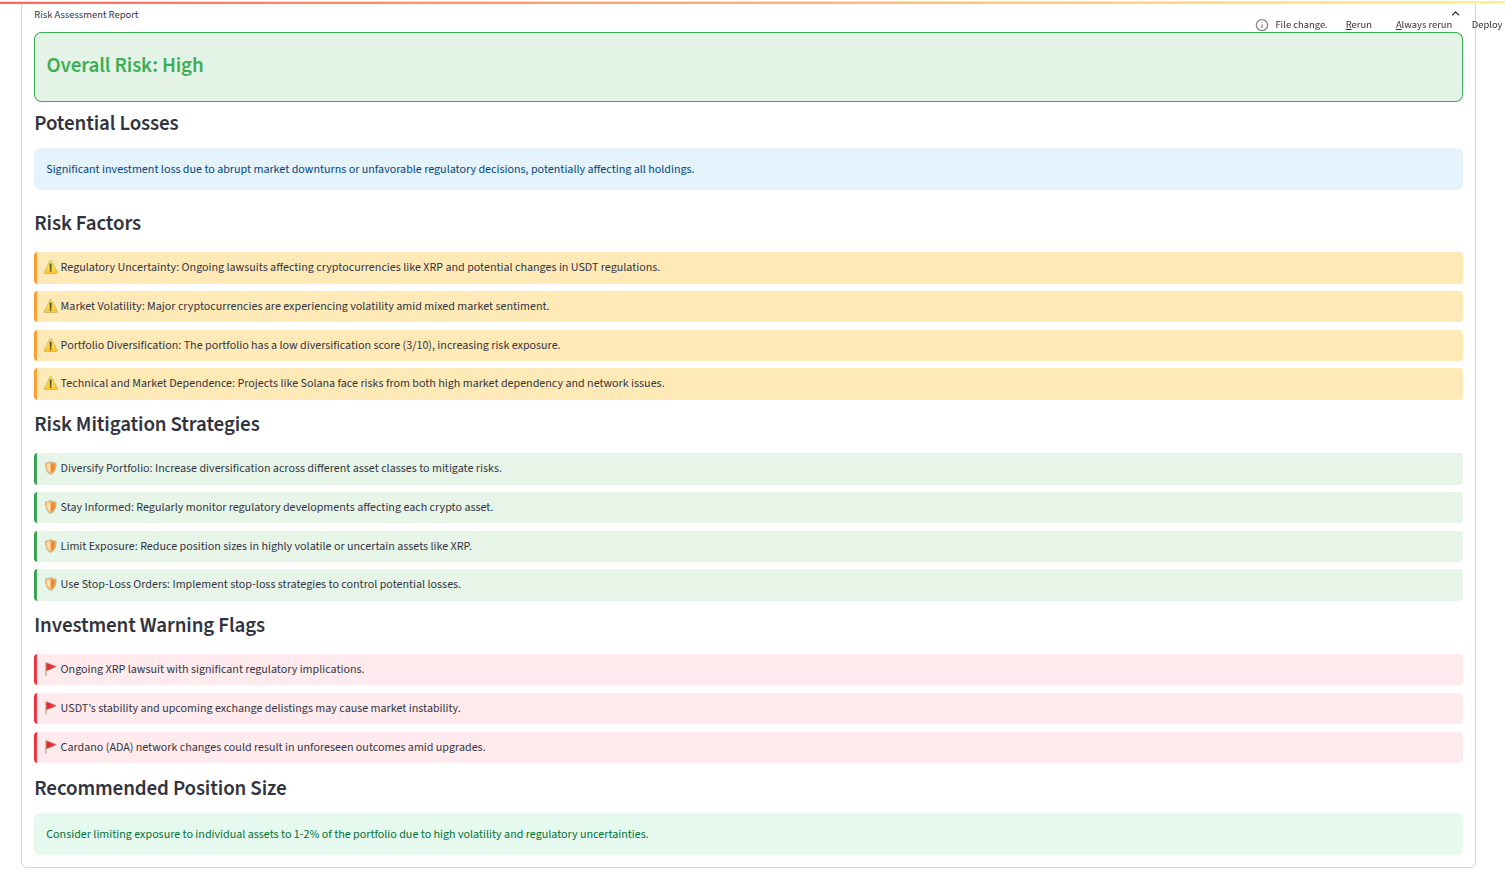 Risk Assessment Report
File change. Rerun Always rerun Deploy
Overall Risk: High
Potential Losses
Significant investment loss due to abrupt market downturns or unfavorable regulatory decisions, potentially affecting all holdings.
Risk Factors
⚠️ Regulatory Uncertainty: Ongoing lawsuits affecting cryptocurrencies like XRP and potential changes in USDT regulations.
⚠️ Market Volatility: Major cryptocurrencies are experiencing volatility amid mixed market sentiment.
⚠️ Portfolio Diversification: The portfolio has a low diversification score (3/10), increasing risk exposure.
⚠️ Technical and Market Dependence: Projects like Solana face risks from both high market dependency and network issues.
Risk Mitigation Strategies
🛡️ Diversify Portfolio: Increase diversification across different asset classes to mitigate risks.
🛡️ Stay Informed: Regularly monitor regulatory developments affecting each crypto asset.
🛡️ Limit Exposure: Reduce position sizes in highly volatile or uncertain assets like XRP.
🛡️ Use Stop-Loss Orders: Implement stop-loss strategies to control potential losses.
Investment Warning Flags
🚩 Ongoing XRP lawsuit with significant regulatory implications.
🚩 USDT's stability and upcoming exchange delistings may cause market instability.
🚩 Cardano (ADA) network changes could result in unforeseen outcomes amid upgrades.
Recommended Position Size
Consider limiting exposure to individual assets to 1-2% of the portfolio due to high volatility and regulatory uncertainties.